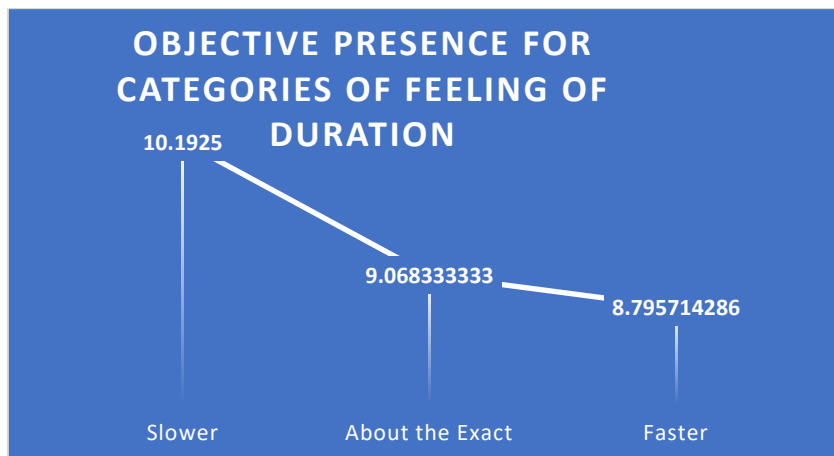 OBJECTIVE PRESENCE FOR
CATEGORIES OF FEELING OF
DURATION
10.1925
9.068333333
8.795714286
Slower
About the Exact
Faster